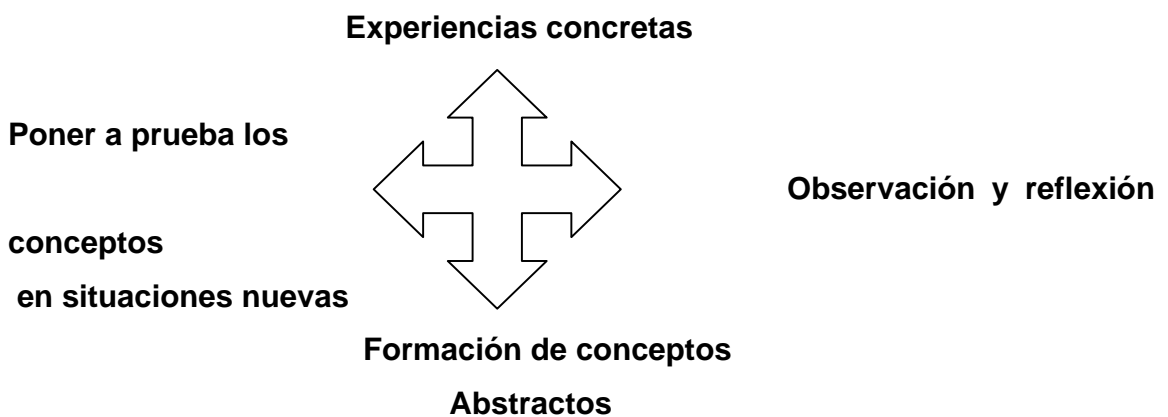 Experiencias concretas
Poner a prueba los
Observación y reflexión
conceptos
en situaciones nuevas
Formación de conceptos
Abstractos